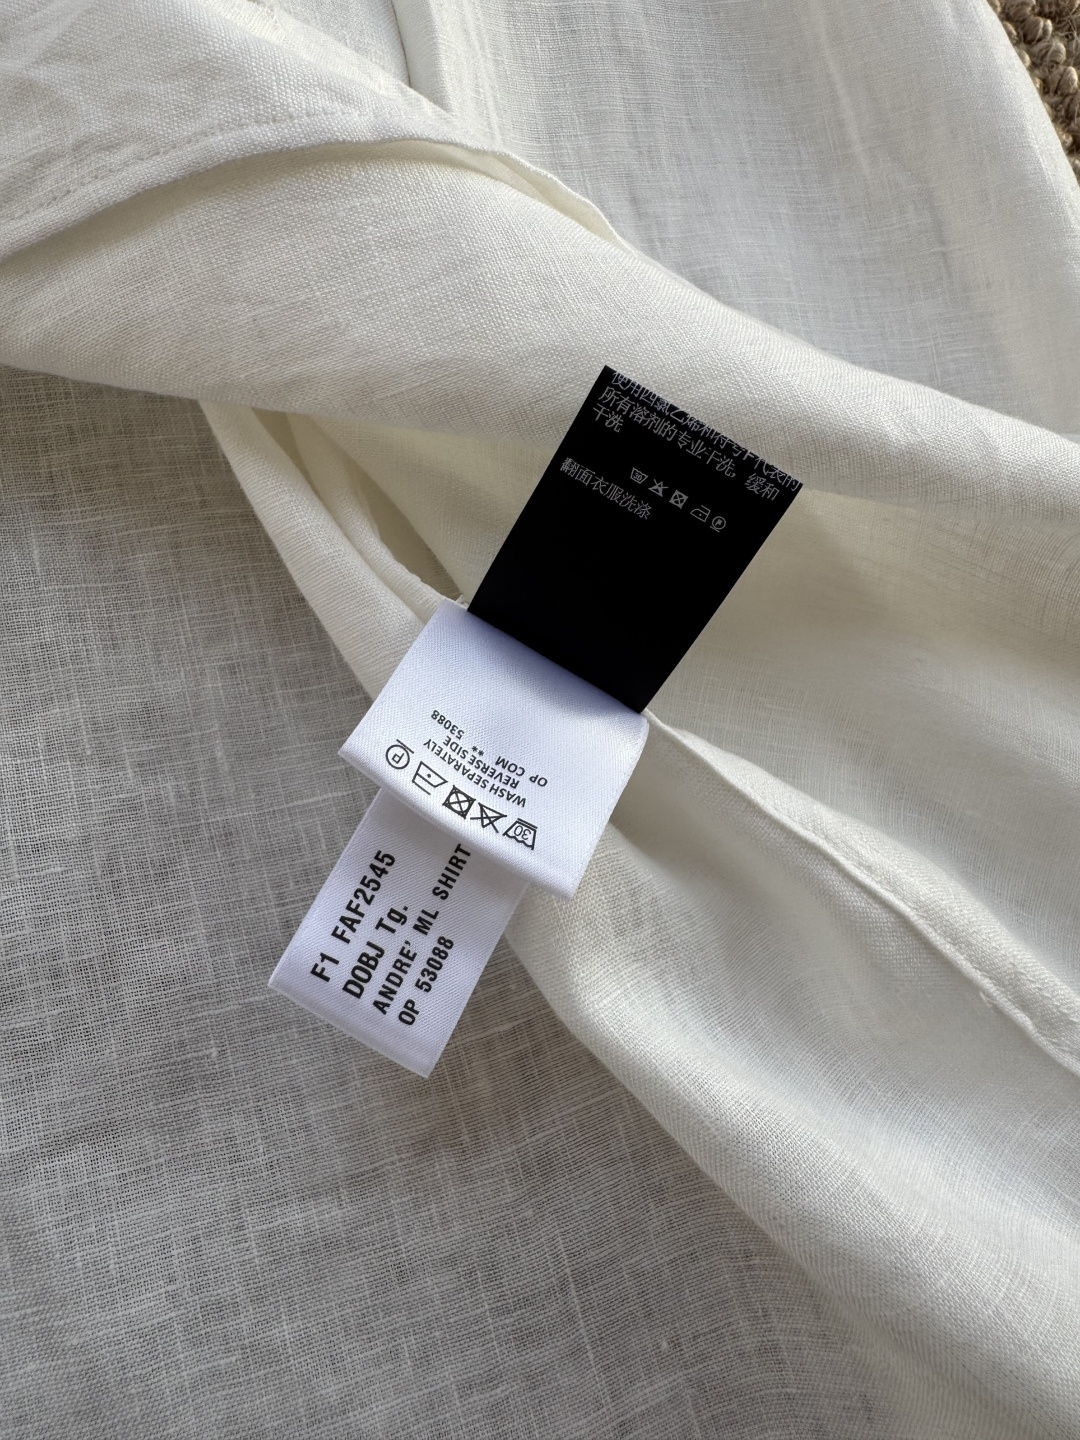 使用四氯乙烯和符号F代表的
所有溶剂的专业干洗，缓和
干洗
翻面衣服洗涤
30
P
WASH SEPARATELY
REVERSE SIDE
OP COM ** 53088
F1 FAF2545
DOBJ Tg.
ANDRE' ML SHIRT
OP 53088